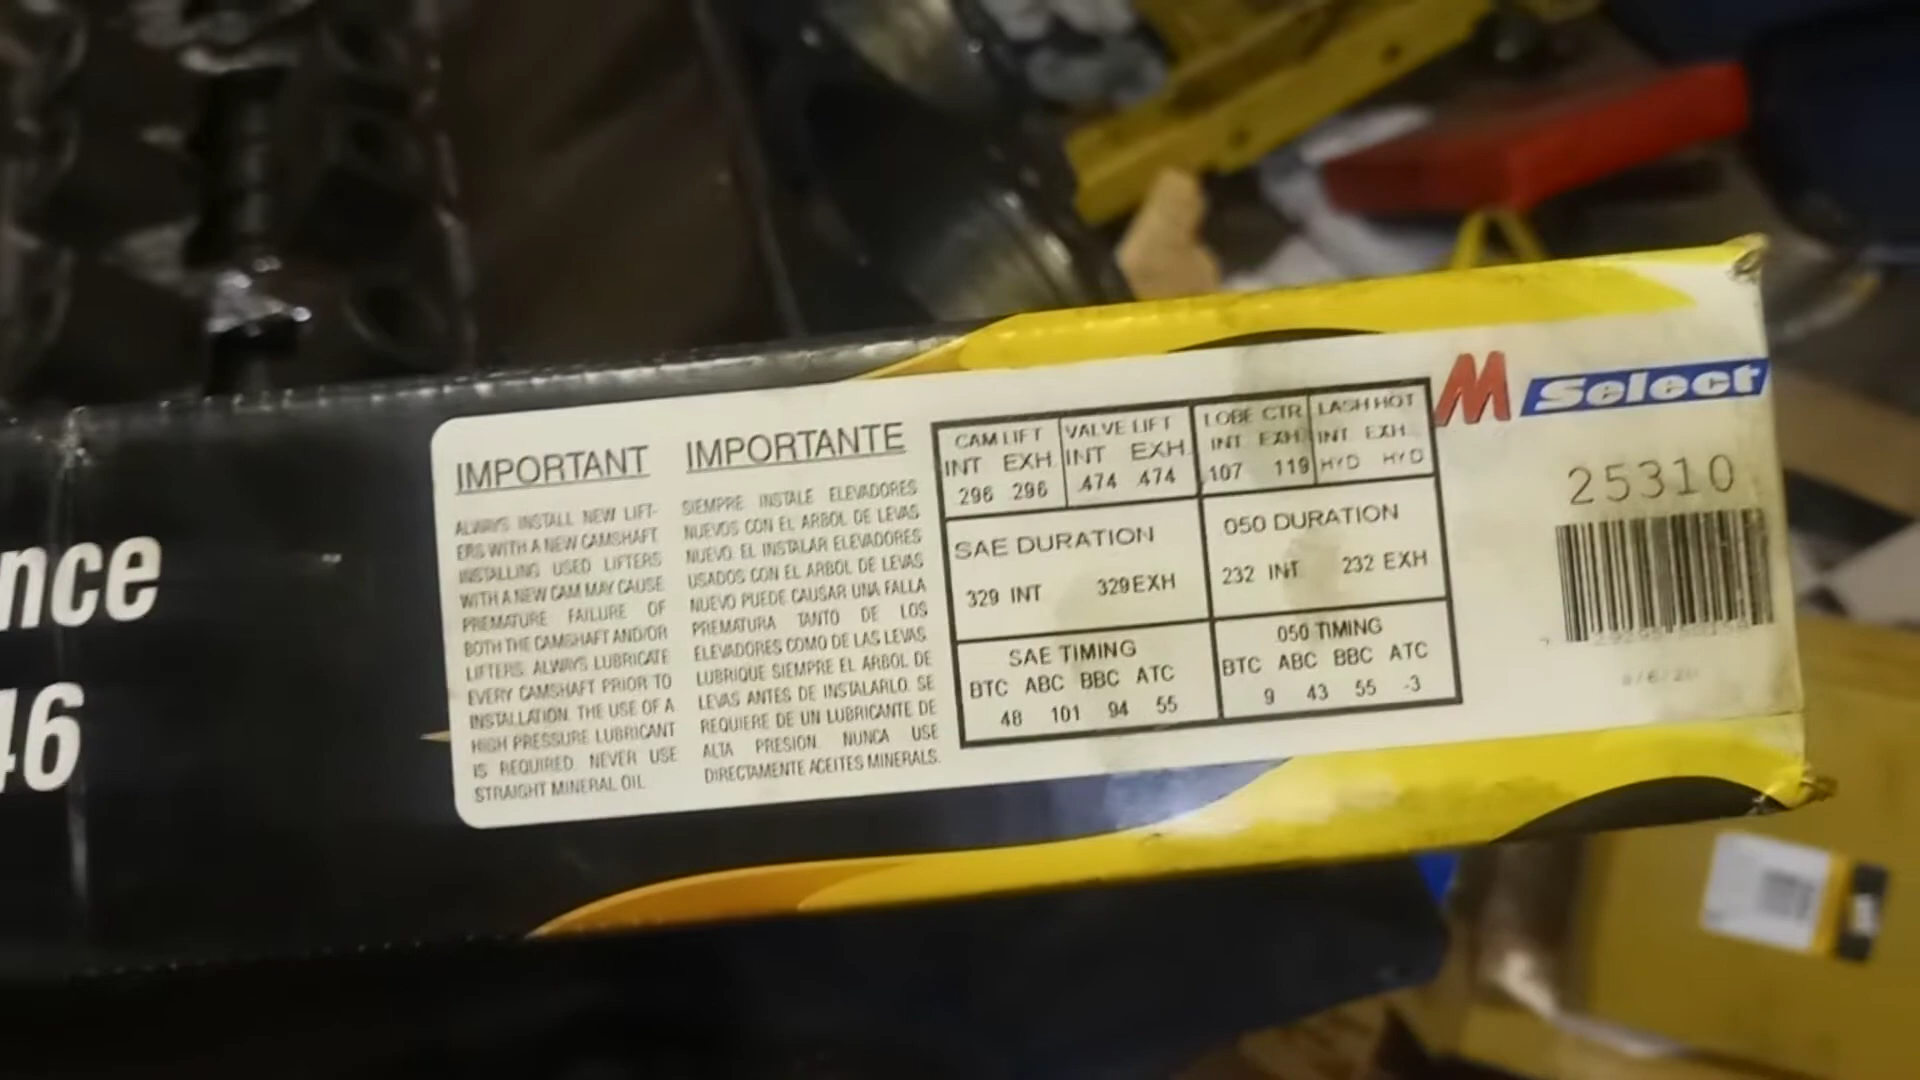 nce
46
IMPORTANT
ALWAYS INSTALL NEW LIFT-
ERS WITH A NEW CAMSHAFT.
INSTALLING USED LIFTERS
WITH A NEW CAM MAY CAUSE
PREMATURE FAILURE OF
BOTH THE CAMSHAFT AND/OR
LIFTERS. ALWAYS LUBRICATE
EVERY CAMSHAFT PRIOR TO
INSTALLATION. THE USE OF A
HIGH PRESSURE LUBRICANT
IS REQUIRED. NEVER USE
STRAIGHT MINERAL OIL.
IMPORTANTE
SIEMPRE INSTALE ELEVADORES
NUEVOS CON EL ARBOL DE LEVAS
NUEVO. EL INSTALAR ELEVADORES
USADOS CON EL ARBOL DE LEVAS
NUEVO PUEDE CAUSAR UNA FALLA
PREMATURA TANTO DE LOS
ELEVADORES COMO DE LAS LEVAS.
LUBRIQUE SIEMPRE EL ARBOL DE
LEVAS ANTES DE INSTALARLO. SE
REQUIERE DE UN LUBRICANTE DE
ALTA PRESION. NUNCA USE
DIRECTAMENTE ACEITES MINERALS.
CAM LIFT VALVE LIFT LOBE CTR LASH HOT
INT EXH. INT EXH. INT EXH. INT EXH.
296 296 .474 .474 107 119 HYD HYD
SAE DURATION 050 DURATION
329 INT 329 EXH 232 INT 232 EXH
SAE TIMING 050 TIMING
BTC ABC BBC ATC BTC ABC BBC ATC
48 101 94 55 9 43 55 -3
M Select
25310